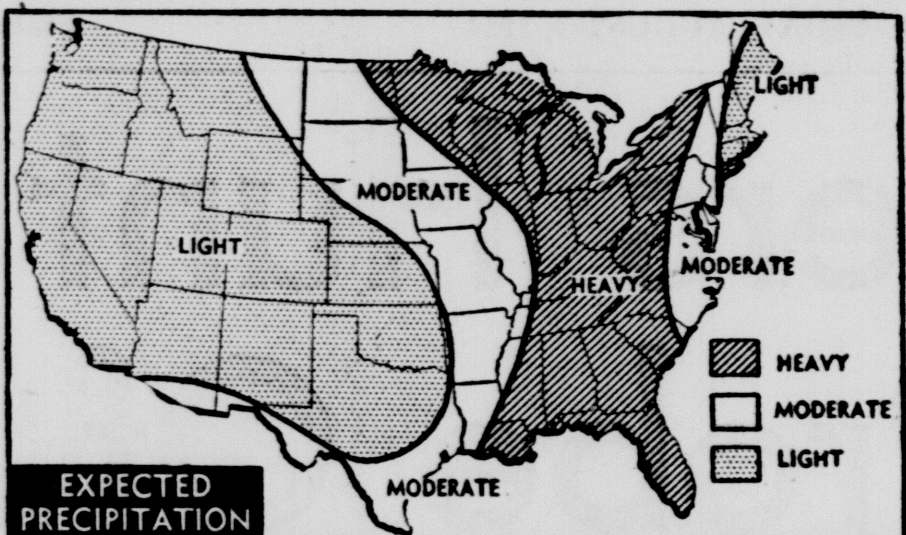 LIGHT
MODERATE
LIGHT
MODERATE
HEAVY
HEAVY
MODERATE
LIGHT
MODERATE
EXPECTED
PRECIPITATION